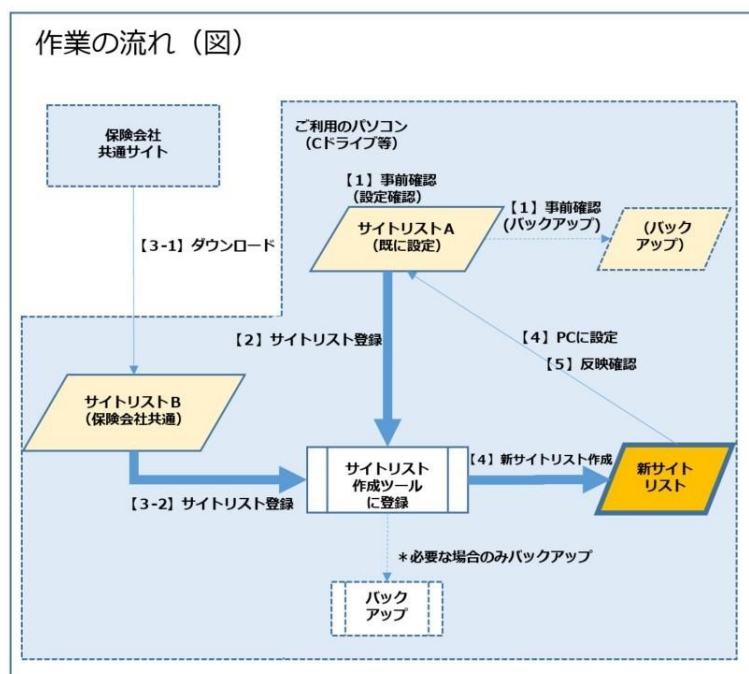 作業の流れ（図）
保険会社
共通サイト
ご利用のパソコン
（Cドライブ等）
【1】事前確認
（設定確認）
サイトリストA
（既に設定）
【1】事前確認
(バックアップ)
（バック
アップ）
【3-1】ダウンロード
【2】サイトリスト登録
【4】PCに設定
【5】反映確認
サイトリストB
（保険会社共通）
【3-2】サイトリスト登録
サイトリスト
作成ツール
に登録
【4】新サイトリスト作成
新サイト
リスト
＊必要な場合のみバックアップ
バック
アップ